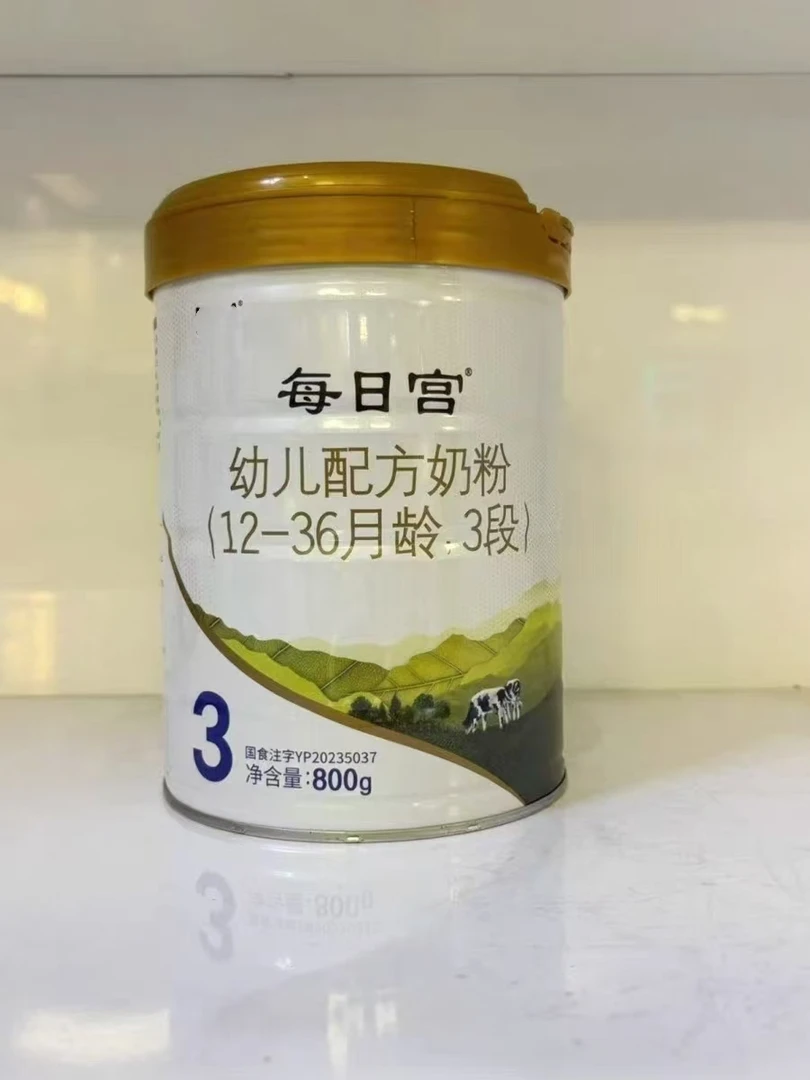 每日宫®
幼儿配方奶粉
(12-36月龄,3段)
3
国食注字YP20235037
净含量:800g